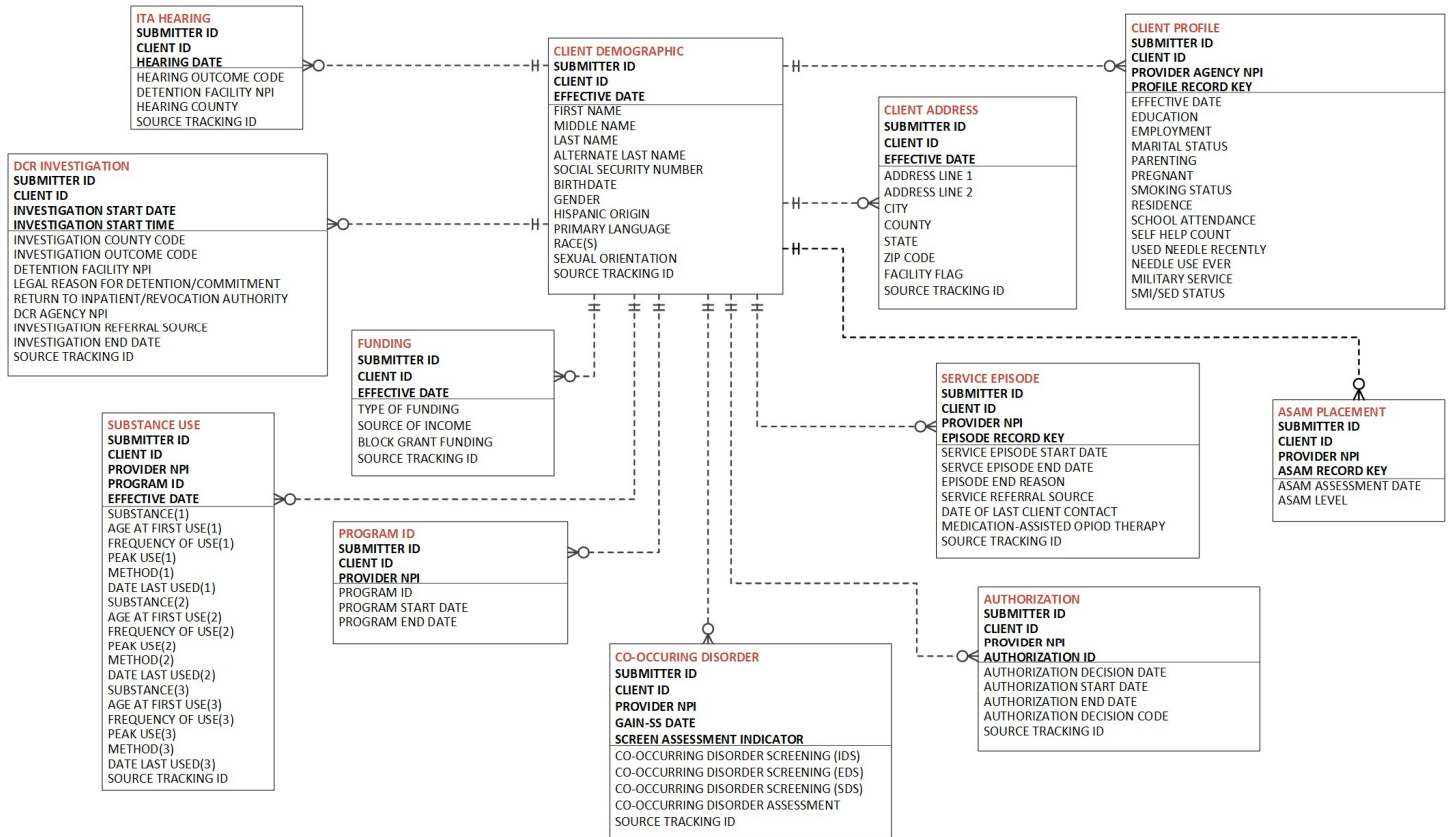 ITA HEARING
SUBMITTER ID
CLIENT ID
HEARING DATE
HEARING OUTCOME CODE
DETENTION FACILITY NPI
HEARING COUNTY
SOURCE TRACKING ID
DCR INVESTIGATION
SUBMITTER ID
CLIENT ID
INVESTIGATION START DATE
INVESTIGATION START TIME
INVESTIGATION COUNTY CODE
INVESTIGATION OUTCOME CODE
DETENTION FACILITY NPI
LEGAL REASON FOR DETENTION/COMMITMENT
RETURN TO INPATIENT/REVOCATION AUTHORITY
DCR AGENCY NPI
INVESTIGATION REFERRAL SOURCE
INVESTIGATION END DATE
SOURCE TRACKING ID
CLIENT DEMOGRAPHIC
SUBMITTER ID
CLIENT ID
EFFECTIVE DATE
FIRST NAME
MIDDLE NAME
LAST NAME
ALTERNATE LAST NAME
SOCIAL SECURITY NUMBER
BIRTHDATE
GENDER
HISPANIC ORIGIN
PRIMARY LANGUAGE
RACE(S)
SEXUAL ORIENTATION
SOURCE TRACKING ID
CLIENT ADDRESS
SUBMITTER ID
CLIENT ID
EFFECTIVE DATE
ADDRESS LINE 1
ADDRESS LINE 2
CITY
COUNTY
STATE
ZIP CODE
FACILITY FLAG
SOURCE TRACKING ID
CLIENT PROFILE
SUBMITTER ID
CLIENT ID
PROVIDER AGENCY NPI
PROFILE RECORD KEY
EFFECTIVE DATE
EDUCATION
EMPLOYMENT
MARITAL STATUS
PARENTING
PREGNANT
SMOKING STATUS
RESIDENCE
SCHOOL ATTENDANCE
SELF HELP COUNT
USED NEEDLE RECENTLY
NEEDLE USE EVER
MILITARY SERVICE
SMI/SED STATUS
FUNDING
SUBMITTER ID
CLIENT ID
EFFECTIVE DATE
TYPE OF FUNDING
SOURCE OF INCOME
BLOCK GRANT FUNDING
SOURCE TRACKING ID
SUBSTANCE USE
SUBMITTER ID
CLIENT ID
PROVIDER NPI
PROGRAM ID
EFFECTIVE DATE
SUBSTANCE(1)
AGE AT FIRST USE(1)
FREQUENCY OF USE(1)
PEAK USE(1)
METHOD(1)
DATE LAST USED(1)
SUBSTANCE(2)
AGE AT FIRST USE(2)
FREQUENCY OF USE(2)
PEAK USE(2)
METHOD(2)
DATE LAST USED(2)
SUBSTANCE(3)
AGE AT FIRST USE(3)
FREQUENCY OF USE(3)
PEAK USE(3)
METHOD(3)
DATE LAST USED(3)
SOURCE TRACKING ID
PROGRAM ID
SUBMITTER ID
CLIENT ID
PROVIDER NPI
PROGRAM ID
PROGRAM START DATE
PROGRAM END DATE
CO-OCCURING DISORDER
SUBMITTER ID
CLIENT ID
PROVIDER NPI
GAIN-SS DATE
SCREEN ASSESSMENT INDICATOR
CO-OCCURRING DISORDER SCREENING (IDS)
CO-OCCURRING DISORDER SCREENING (EDS)
CO-OCCURRING DISORDER SCREENING (SDS)
CO-OCCURRING DISORDER ASSESSMENT
SOURCE TRACKING ID
SERVICE EPISODE
SUBMITTER ID
CLIENT ID
PROVIDER NPI
EPISODE RECORD KEY
SERVICE EPISODE START DATE
SERVCE EPISODE END DATE
EPISODE END REASON
SERVICE REFERRAL SOURCE
DATE OF LAST CLIENT CONTACT
MEDICATION-ASSISTED OPIOD THERAPY
SOURCE TRACKING ID
ASAM PLACEMENT
SUBMITTER ID
CLIENT ID
PROVIDER NPI
ASAM RECORD KEY
ASAM ASSESSMENT DATE
ASAM LEVEL
AUTHORIZATION
SUBMITTER ID
CLIENT ID
PROVIDER NPI
AUTHORIZATION ID
AUTHORIZATION DECISION DATE
AUTHORIZATION START DATE
AUTHORIZATION END DATE
AUTHORIZATION DECISION CODE
SOURCE TRACKING ID